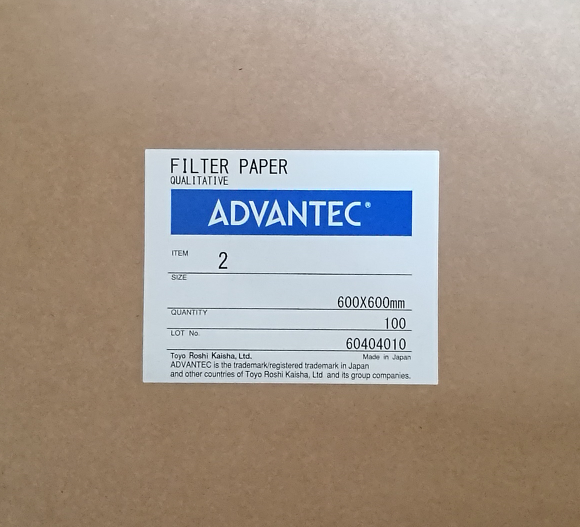 FILTER PAPER
QUALITATIVE
ADVANTEC®
ITEM 2
SIZE
600X600mm
QUANTITY
100
LOT No.
60404010
Toyo Roshi Kaisha, Ltd. Made in Japan
ADVANTEC is the trademark/registered trademark in Japan
and other countries of Toyo Roshi Kaisha, Ltd and its group companies.